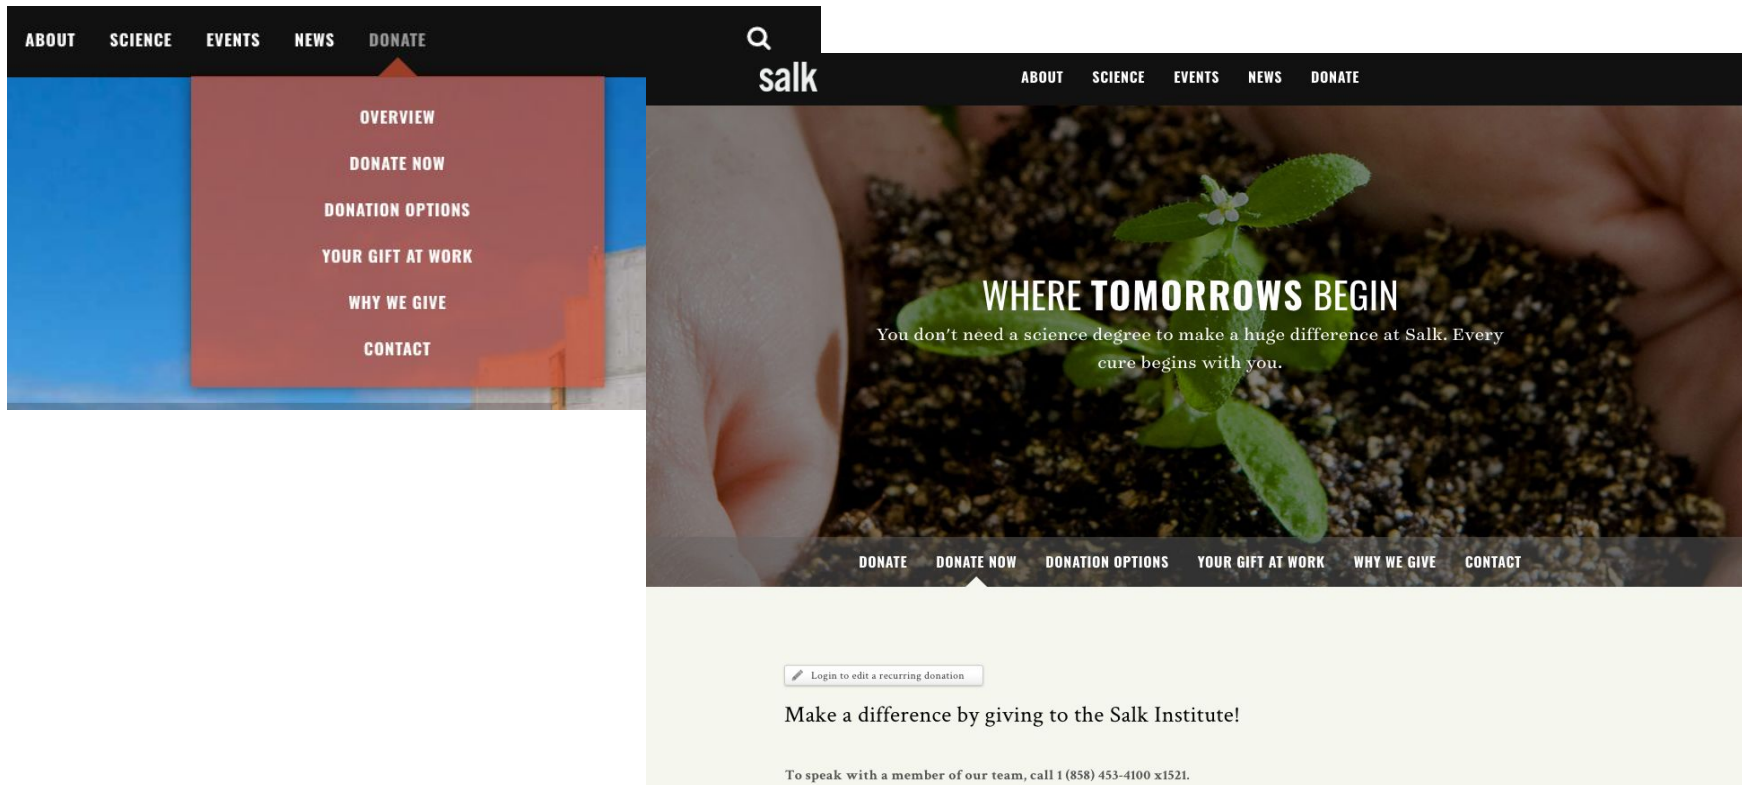 ABOUT SCIENCE EVENTS NEWS DONATE
OVERVIEW
DONATE NOW
DONATION OPTIONS
YOUR GIFT AT WORK
WHY WE GIVE
CONTACT
salk
ABOUT SCIENCE EVENTS NEWS DONATE
WHERE TOMORROWS BEGIN
You don't need a science degree to make a huge difference at Salk. Every
cure begins with you.
DONATE DONATE NOW DONATION OPTIONS YOUR GIFT AT WORK WHY WE GIVE CONTACT
Login to edit a recurring donation
Make a difference by giving to the Salk Institute!
To speak with a member of our team, call 1 (858) 453-4100 x1521.